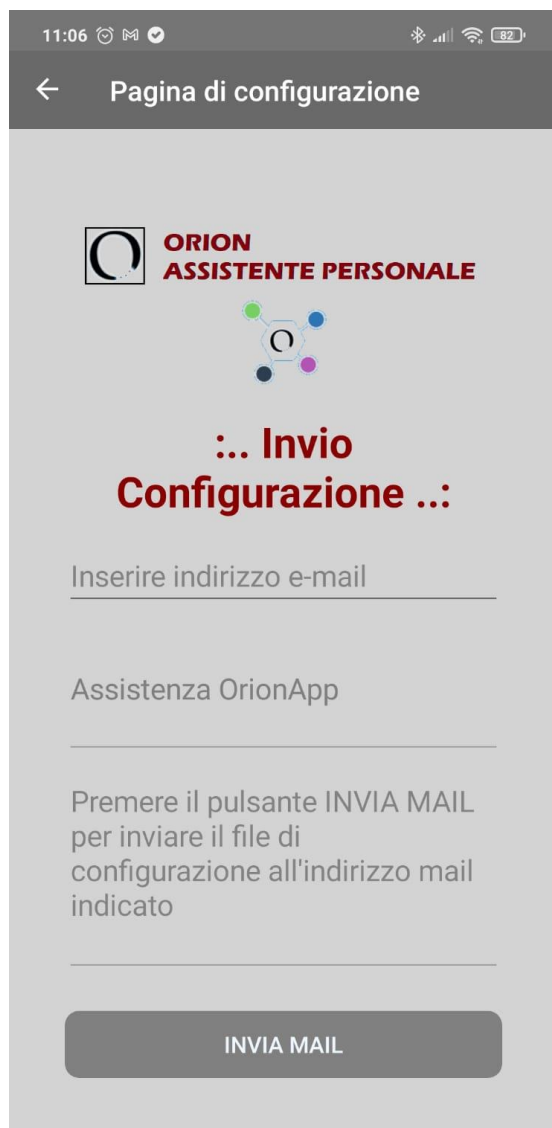 11:06
82
Pagina di configurazione
ORION
ASSISTENTE PERSONALE
:.. Invio
Configurazione ..:
Inserire indirizzo e-mail
Assistenza OrionApp
Premere il pulsante INVIA MAIL
per inviare il file di
configurazione all'indirizzo mail
indicato
INVIA MAIL